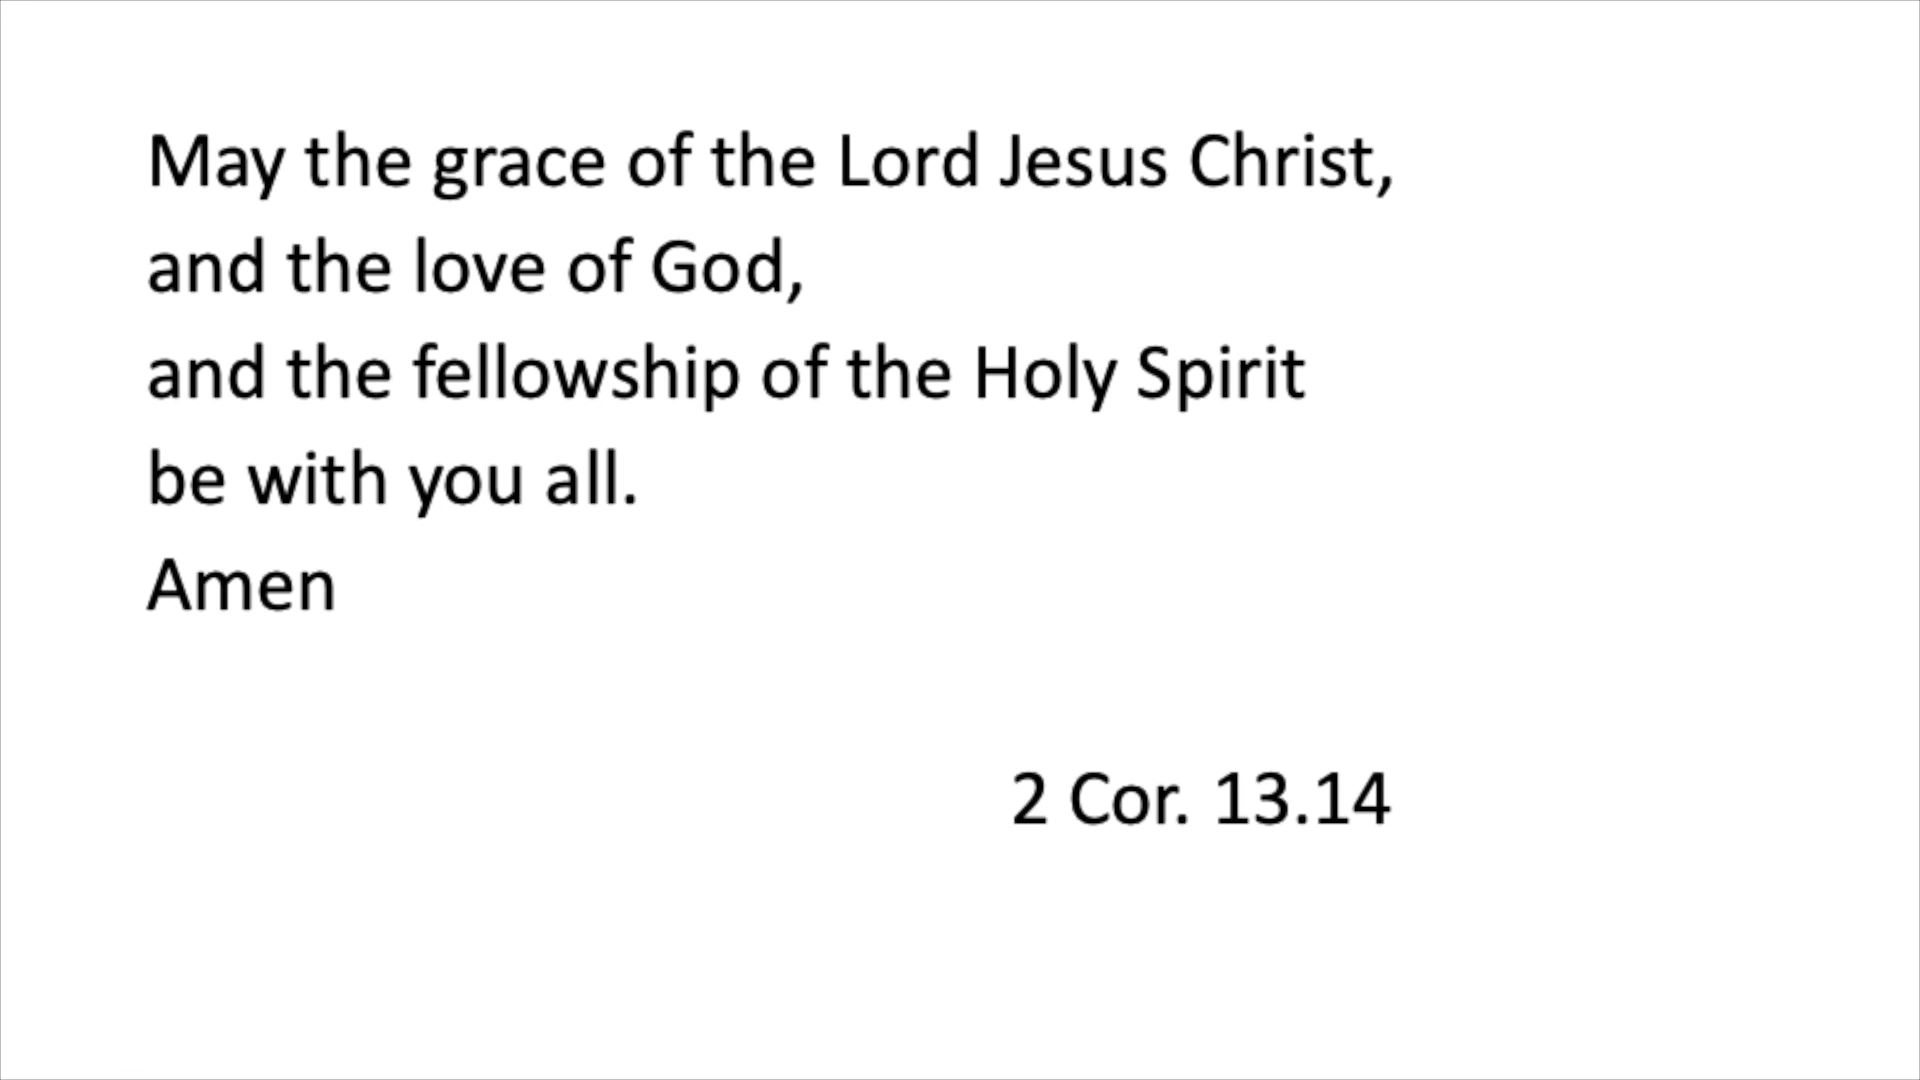 May the grace of the Lord Jesus Christ,
and the love of God,
and the fellowship of the Holy Spirit
be with you all.
Amen
2 Cor. 13.14